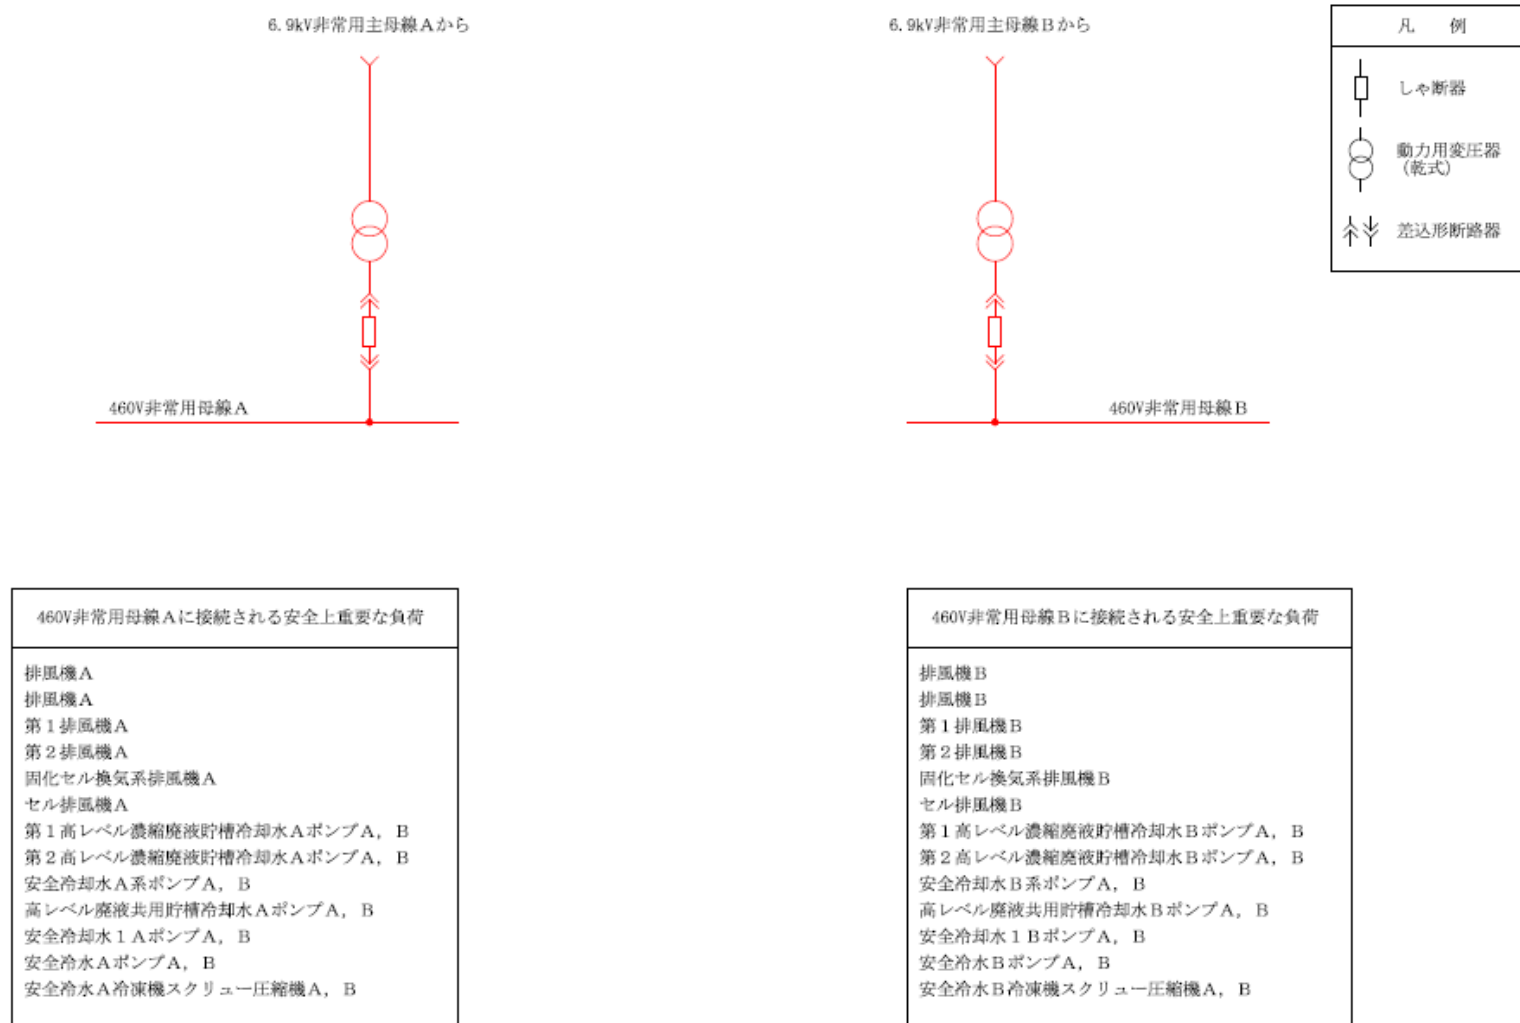 6.9kV非常用主母線Aから
6.9kV非常用主母線Bから
凡　例
しゃ断器
動力用変圧器
（乾式）
差込形断路器
460V非常用母線A
460V非常用母線B
460V非常用母線Aに接続される安全上重要な負荷
排風機A
排風機A
第1排風機A
第2排風機A
固化セル換気系排風機A
セル排風機A
第1高レベル濃縮廃液貯槽冷却水AポンプA，B
第2高レベル濃縮廃液貯槽冷却水AポンプA，B
安全冷却水A系ポンプA，B
高レベル廃液共用貯槽冷却水AポンプA，B
安全冷却水1AポンプA，B
安全冷水AポンプA，B
安全冷水A冷凍機スクリュー圧縮機A，B
460V非常用母線Bに接続される安全上重要な負荷
排風機B
排風機B
第1排風機B
第2排風機B
固化セル換気系排風機B
セル排風機B
第1高レベル濃縮廃液貯槽冷却水BポンプA，B
第2高レベル濃縮廃液貯槽冷却水BポンプA，B
安全冷却水B系ポンプA，B
高レベル廃液共用貯槽冷却水BポンプA，B
安全冷却水1BポンプA，B
安全冷水BポンプA，B
安全冷水B冷凍機スクリュー圧縮機A，B